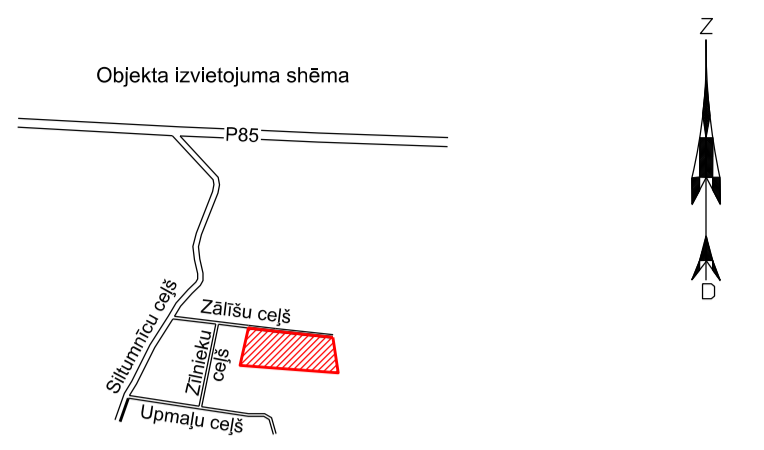 Z
Objekta izvietojuma shēma
P85
Siltumnīcu ceļš
Zālīšu ceļš
Zīlnieku
ceļš
Upmaļu ceļš
D